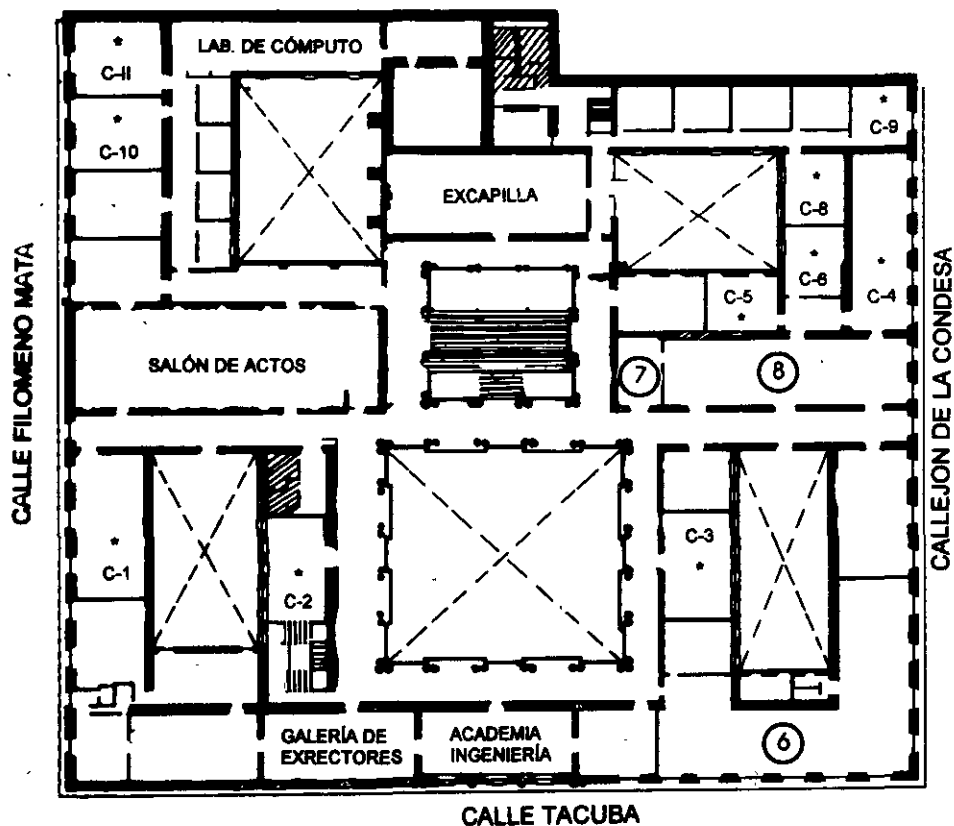 LAB. DE CÓMPUTO
*
C-11
*
C-10
*
C-9
EXCAPILLA
*
C-8
*
C-6
*
C-4
C-5
*
CALLE FILOMENO MATA
CALLEJON DE LA CONDESA
SALÓN DE ACTOS
7
8
*
C-1
*
C-2
C-3
*
GALERÍA DE
EXRECTORES
ACADEMIA
INGENIERÍA
6
CALLE TACUBA